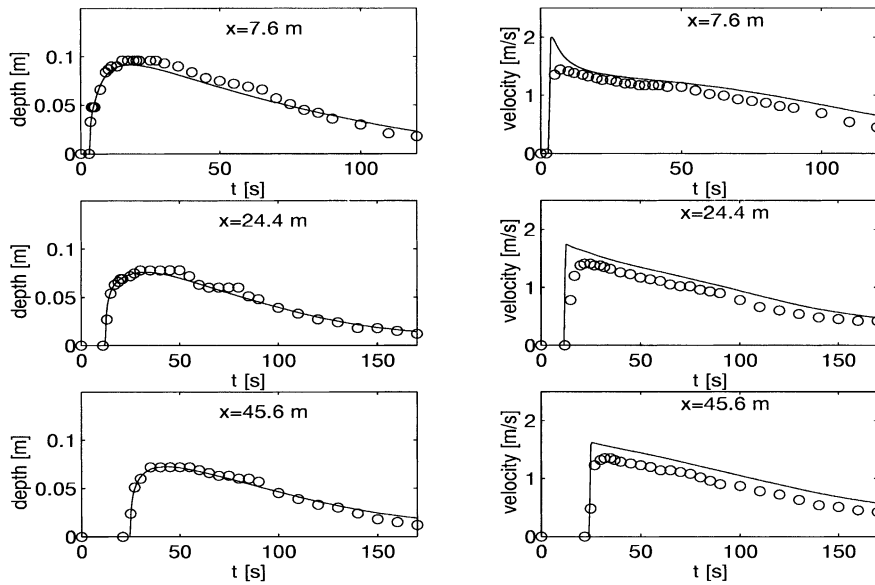 x=7.6 m
depth [m]
0.1
0.05
0
0 50 100
t [s]
x=7.6 m
velocity [m/s]
2
1
0
0 50 100
t [s]
x=24.4 m
depth [m]
0.1
0.05
0
0 50 100 150
t [s]
x=24.4 m
velocity [m/s]
2
1
0
0 50 100 150
t [s]
x=45.6 m
depth [m]
0.1
0.05
0
0 50 100 150
t [s]
x=45.6 m
velocity [m/s]
2
1
0
0 50 100 150
t [s]